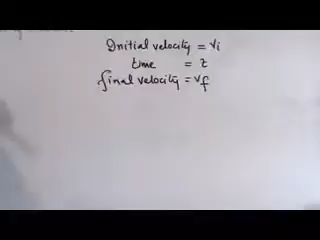 Initial velocity = vi
time = t
final velocity = vf